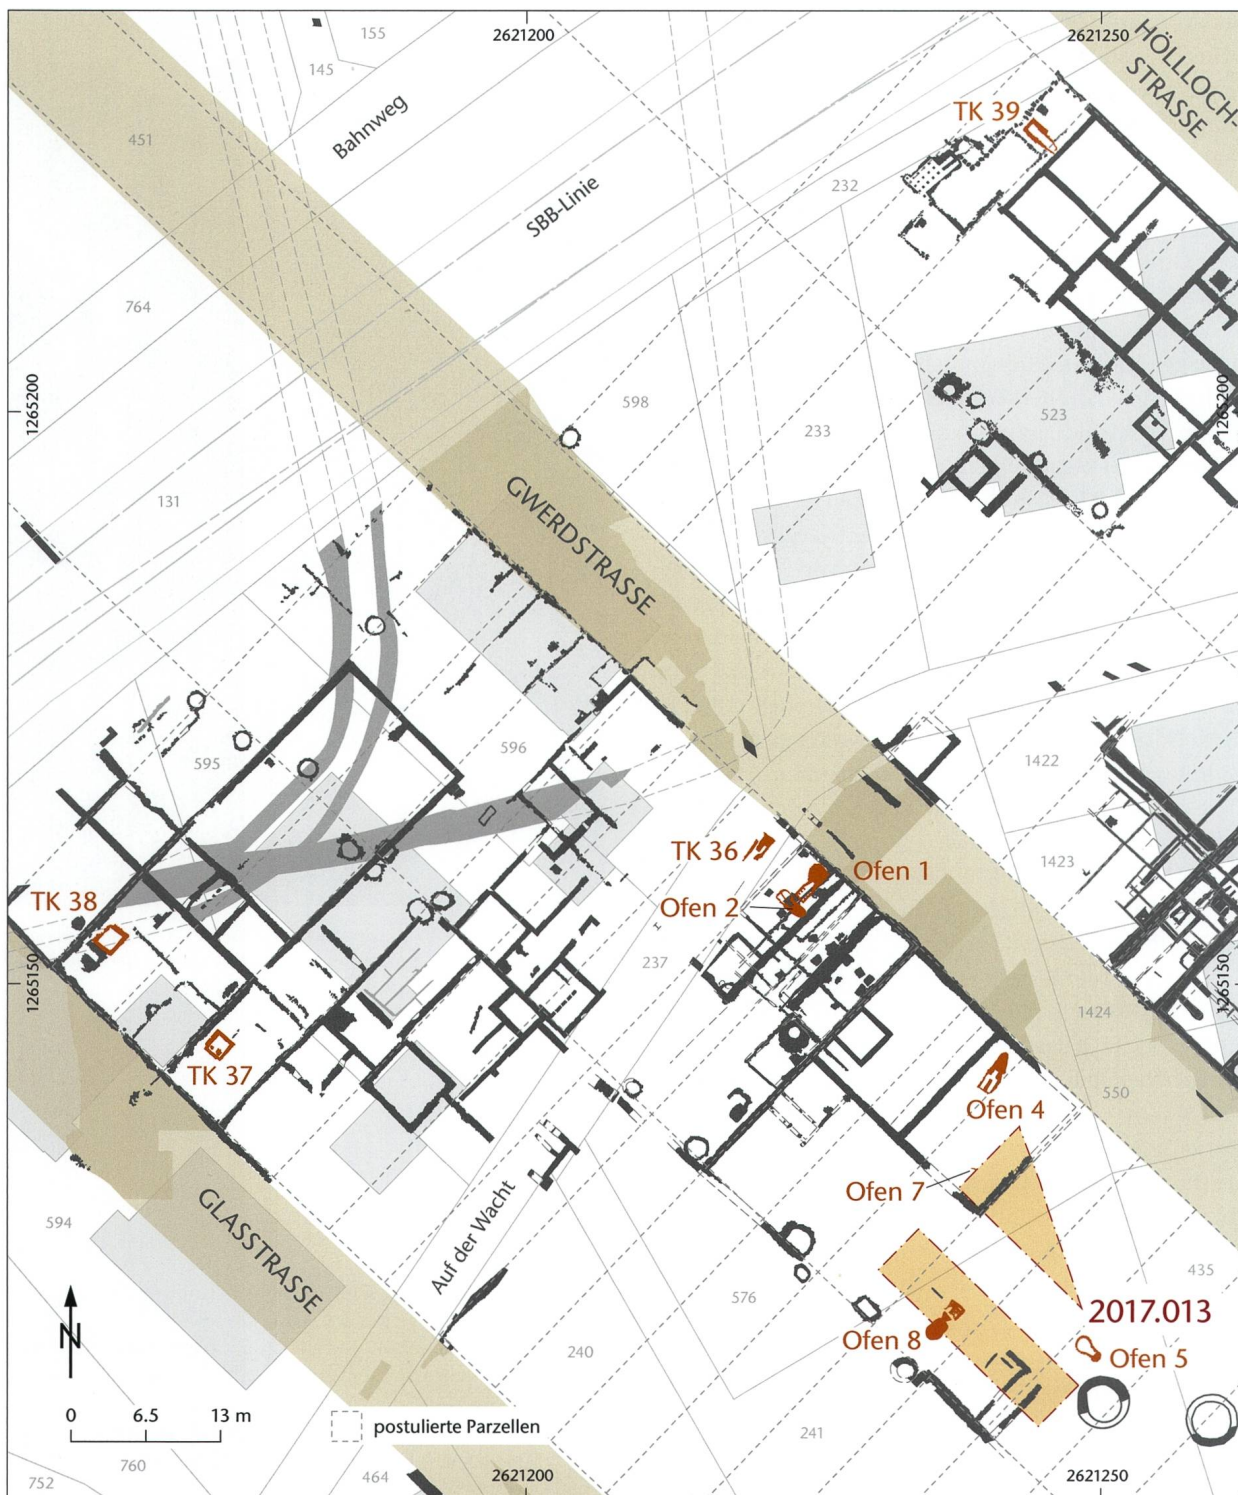 2621200
2621250
155
145
HÖLLLOCH-
STRASSE
Bahnweg
451
TK 39
SBB-Linie
232
764
1265200
1265200
598
523
233
131
GWERDSTRASSE
1422
595
596
TK 36
Ofen 1
1423
TK 38
Ofen 2
237
1265150
1265150
1424
TK 37
550
Ofen 4
Ofen 7
594
GLASSTRASSE
Auf der Wacht
435
576
2017.013
N
240
Ofen 8
Ofen 5
0 6.5 13 m
postulierte Parzellen
241
760
752
464
2621200
2621250